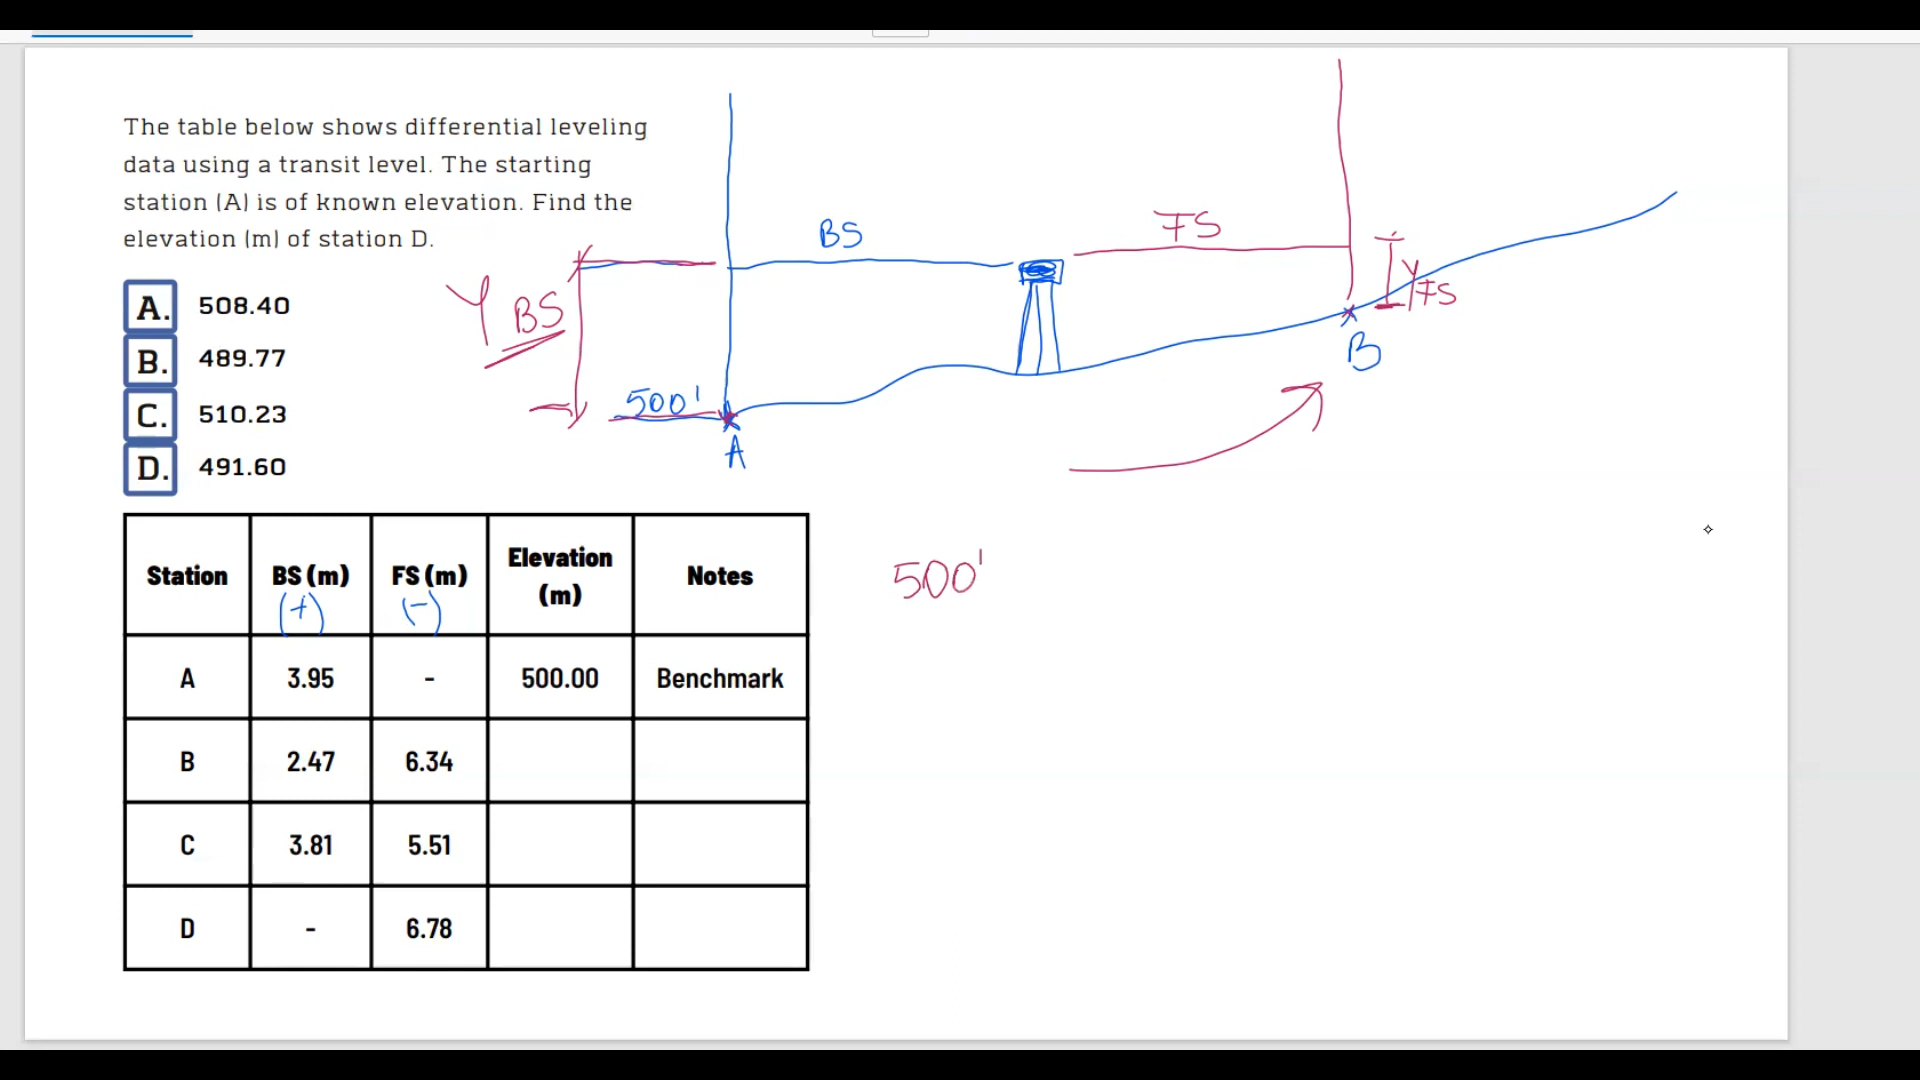 The table below shows differential leveling
data using a transit level. The starting
station (A) is of known elevation. Find the
elevation (m) of station D.
A. 508.40
B. 489.77
C. 510.23
D. 491.60
BS
FS
Y BS
YFS
500'
A
B
500'
Station BS (m) FS (m) Elevation (m) Notes
(+) (-)
A 3.95 - 500.00 Benchmark
B 2.47 6.34
C 3.81 5.51
D - 6.78